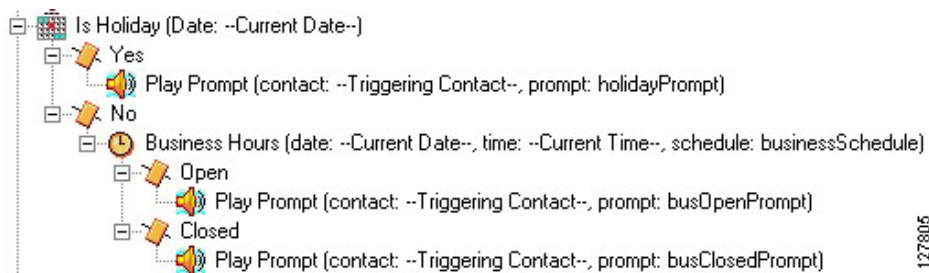 Is Holiday (Date: --Current Date--)
Yes
Play Prompt (contact: --Triggering Contact--, prompt: holidayPrompt)
No
Business Hours (date: --Current Date--, time: --Current Time--, schedule: businessSchedule)
Open
Play Prompt (contact: --Triggering Contact--, prompt: busOpenPrompt)
Closed
Play Prompt (contact: --Triggering Contact--, prompt: busClosedPrompt)
127805